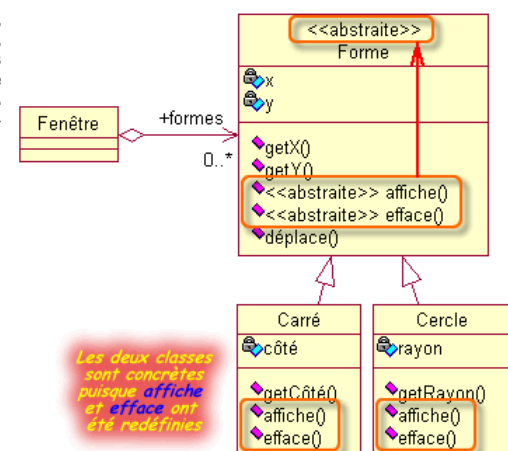 <<abstraite>>
Forme
x
y
getX()
getY()
<<abstraite>> affiche()
<<abstraite>> efface()
déplace()
Fenêtre
+formes
0..*
Carré
côté
getCôté()
affiche()
efface()
Cercle
rayon
getRayon()
affiche()
efface()
Les deux classes
sont concrètes
puisque affiche
et efface ont
été redéfinies